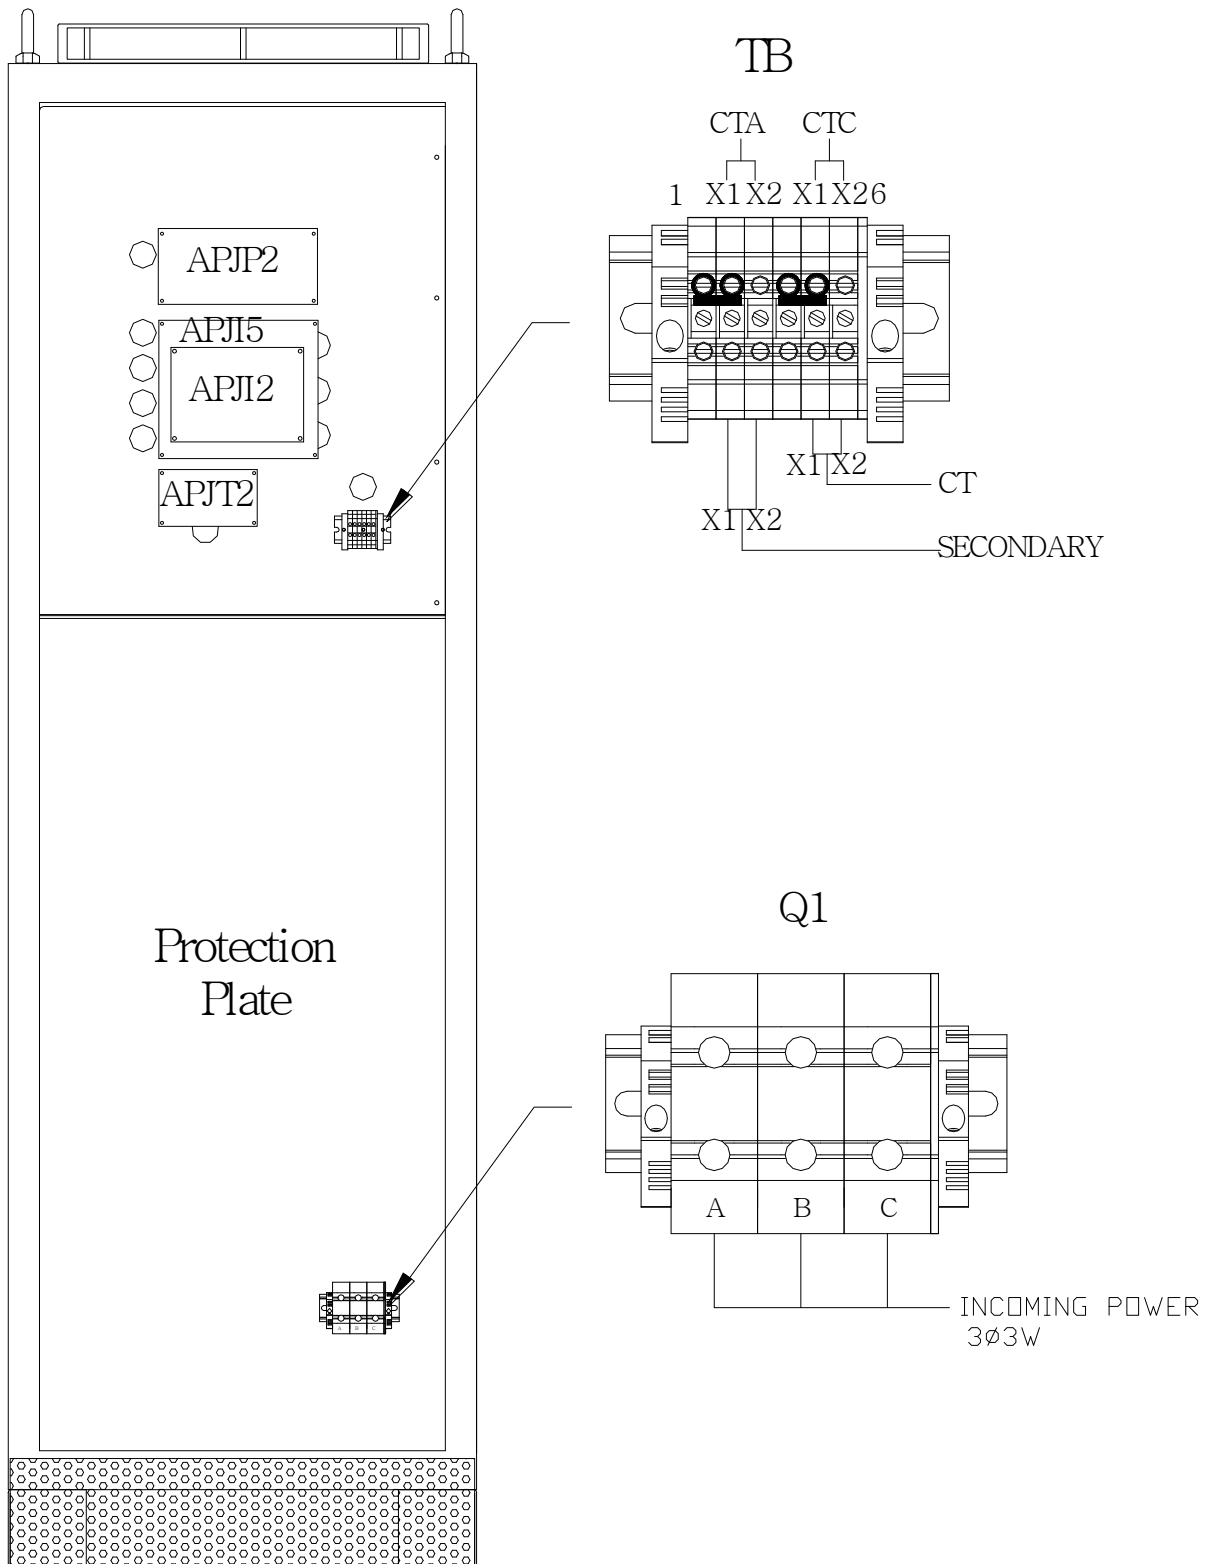 TB
CTA CTC
1 X1 X2 X1 X2 6
APJP2
APJI5
APJI2
APJT2
X1 X2
CT
X1 X2
SECONDARY
Q1
Protection
Plate
A B C
INCOMING POWER
3Ø3W
A B C